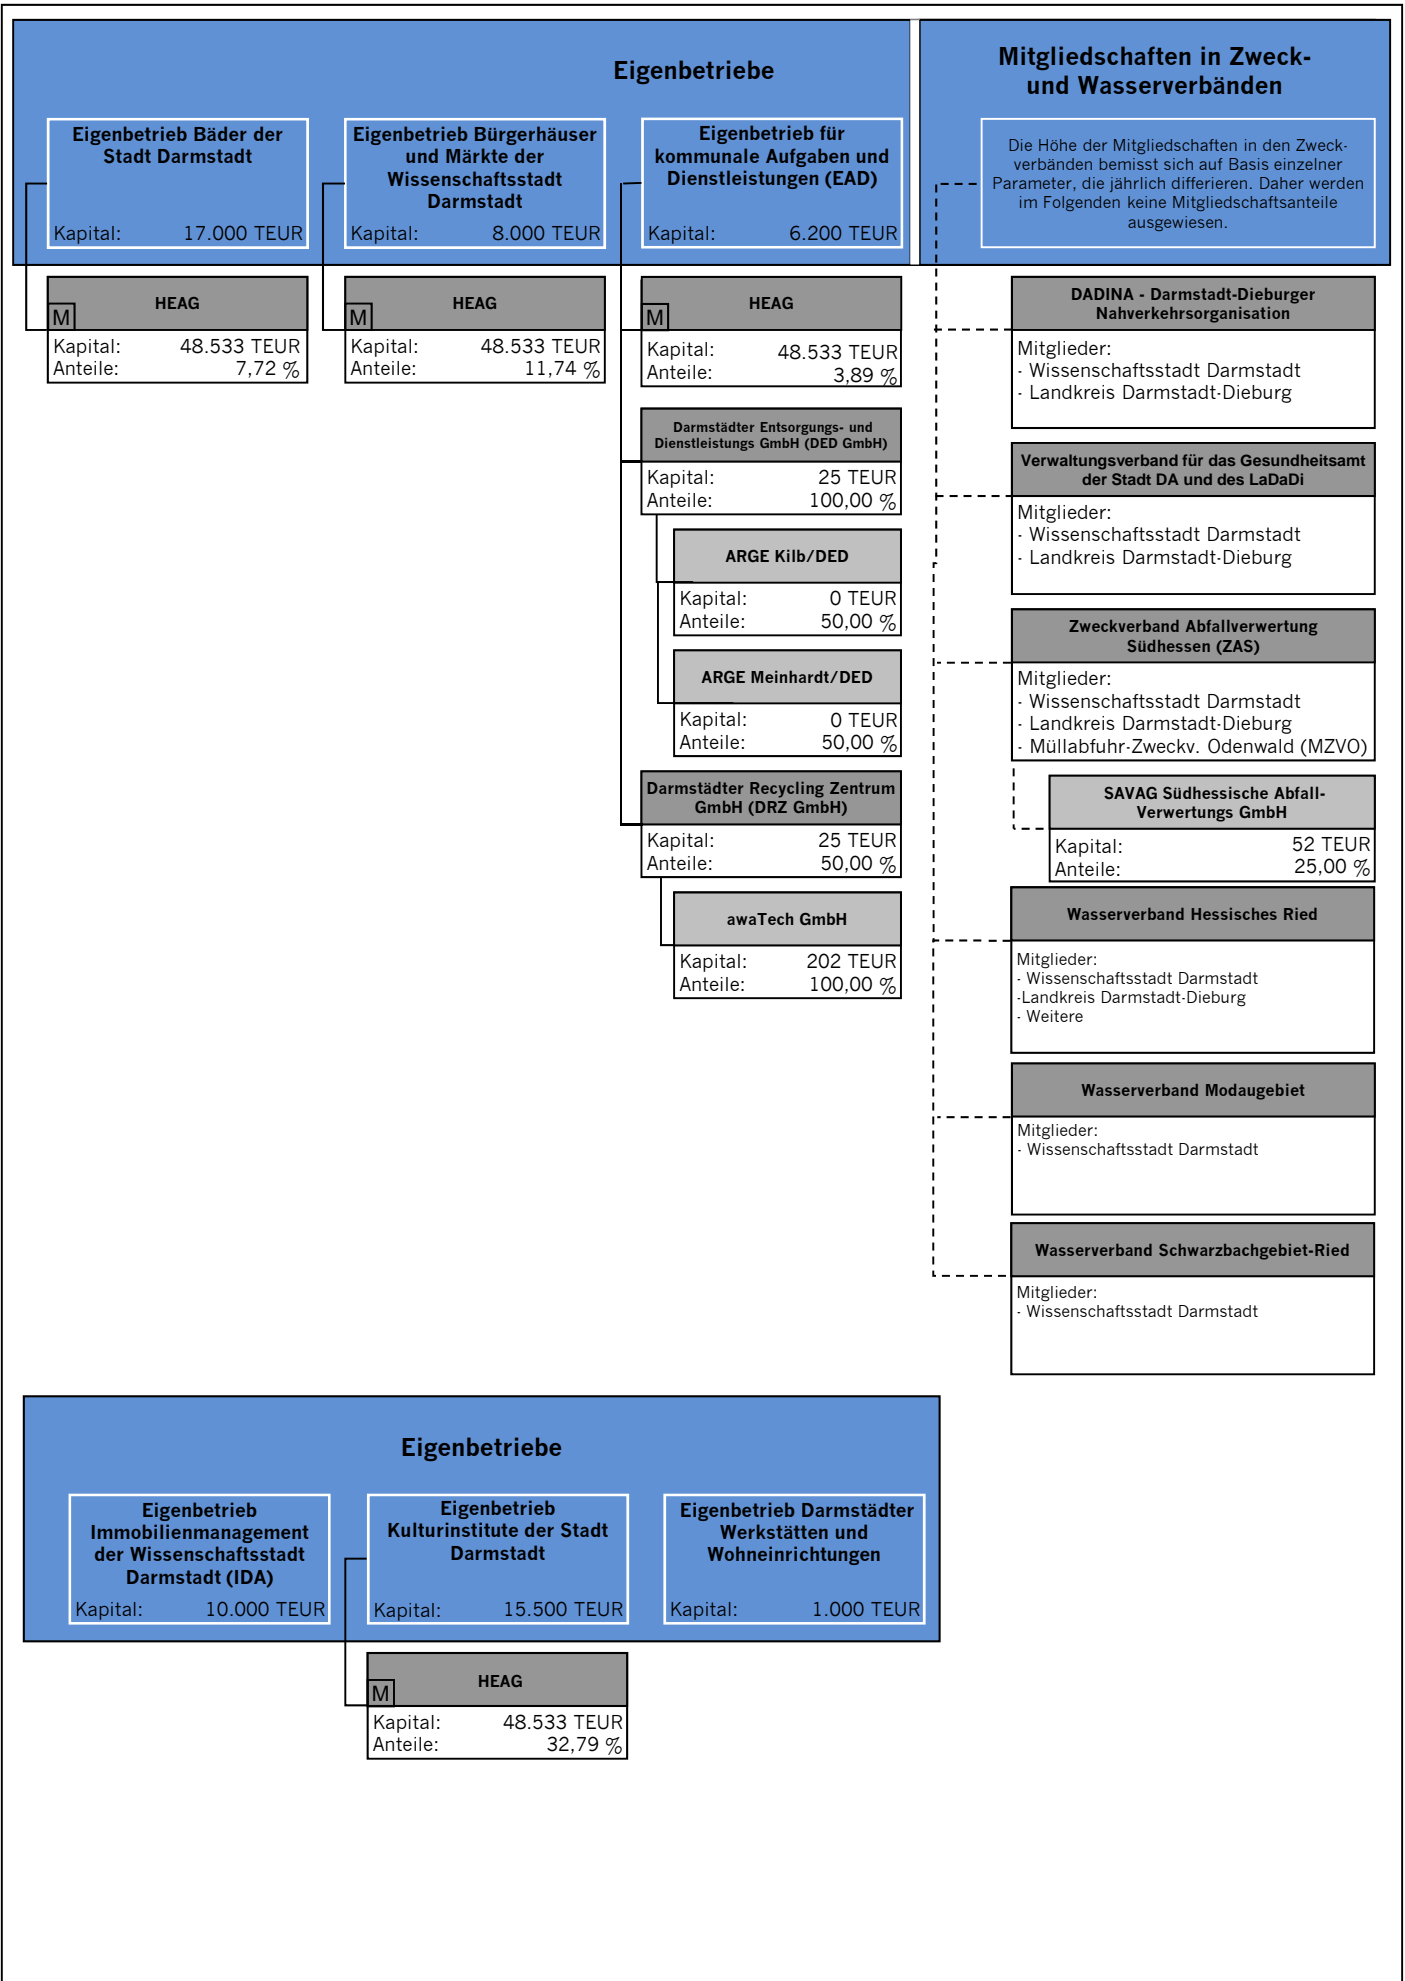 Eigenbetriebe
Eigenbetrieb Bäder der
Stadt Darmstadt
Kapital: 17.000 TEUR
Eigenbetrieb Bürgerhäuser
und Märkte der
Wissenschaftsstadt
Darmstadt
Kapital: 8.000 TEUR
Eigenbetrieb für
kommunale Aufgaben und
Dienstleistungen (EAD)
Kapital: 6.200 TEUR
HEAG
M
Kapital: 48.533 TEUR
Anteile: 7,72 %
HEAG
M
Kapital: 48.533 TEUR
Anteile: 11,74 %
HEAG
M
Kapital: 48.533 TEUR
Anteile: 3,89 %
Darmstädter Entsorgungs- und
Dienstleistungs GmbH (DED GmbH)
Kapital: 25 TEUR
Anteile: 100,00 %
ARGE Kilb/DED
Kapital: 0 TEUR
Anteile: 50,00 %
ARGE Meinhardt/DED
Kapital: 0 TEUR
Anteile: 50,00 %
Darmstädter Recycling Zentrum
GmbH (DRZ GmbH)
Kapital: 25 TEUR
Anteile: 50,00 %
awaTech GmbH
Kapital: 202 TEUR
Anteile: 100,00 %
Mitgliedschaften in Zweck-
und Wasserverbänden
Die Höhe der Mitgliedschaften in den Zweck-
verbänden bemisst sich auf Basis einzelner
Parameter, die jährlich differieren. Daher werden
im Folgenden keine Mitgliedschaftsanteile
ausgewiesen.
DADINA - Darmstadt-Dieburger
Nahverkehrsorganisation
Mitglieder:
- Wissenschaftsstadt Darmstadt
- Landkreis Darmstadt-Dieburg
Verwaltungsverband für das Gesundheitsamt
der Stadt DA und des LaDaDi
Mitglieder:
- Wissenschaftsstadt Darmstadt
- Landkreis Darmstadt-Dieburg
Zweckverband Abfallverwertung
Südhessen (ZAS)
Mitglieder:
- Wissenschaftsstadt Darmstadt
- Landkreis Darmstadt-Dieburg
- Müllabfuhr-Zweckv. Odenwald (MZVO)
SAVAG Südhessische Abfall-
Verwertungs GmbH
Kapital: 52 TEUR
Anteile: 25,00 %
Wasserverband Hessisches Ried
Mitglieder:
- Wissenschaftsstadt Darmstadt
-Landkreis Darmstadt-Dieburg
- Weitere
Wasserverband Modaugebiet
Mitglieder:
- Wissenschaftsstadt Darmstadt
Wasserverband Schwarzbachgebiet-Ried
Mitglieder:
- Wissenschaftsstadt Darmstadt
Eigenbetriebe
Eigenbetrieb
Immobilienmanagement
der Wissenschaftsstadt
Darmstadt (IDA)
Kapital: 10.000 TEUR
Eigenbetrieb
Kulturinstitute der Stadt
Darmstadt
Kapital: 15.500 TEUR
Eigenbetrieb Darmstädter
Werkstätten und
Wohneinrichtungen
Kapital: 1.000 TEUR
HEAG
M
Kapital: 48.533 TEUR
Anteile: 32,79 %